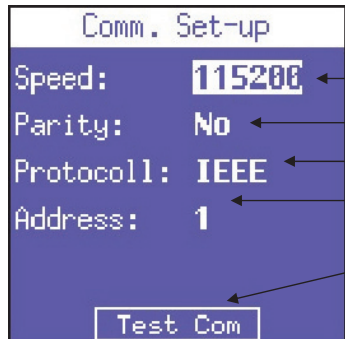 Comm. Set-up
Speed: 115200
Parity: No
Protocoll: IEEE
Address: 1
Test Com